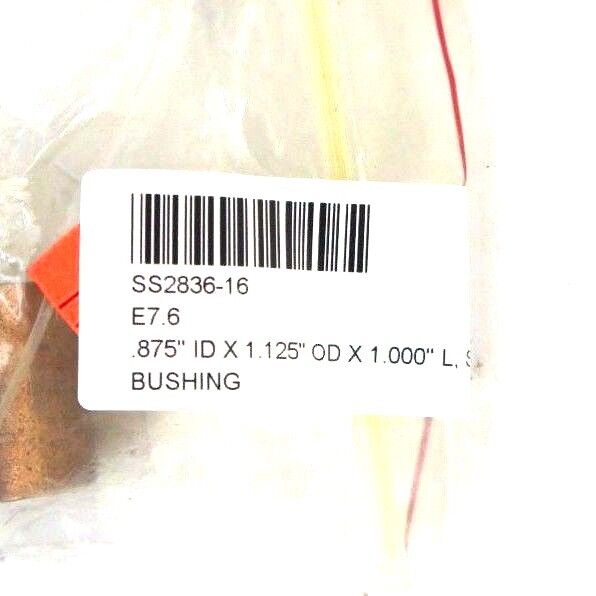 SS2836-16
E7.6
.875" ID X 1.125" OD X 1.000" L,
BUSHING